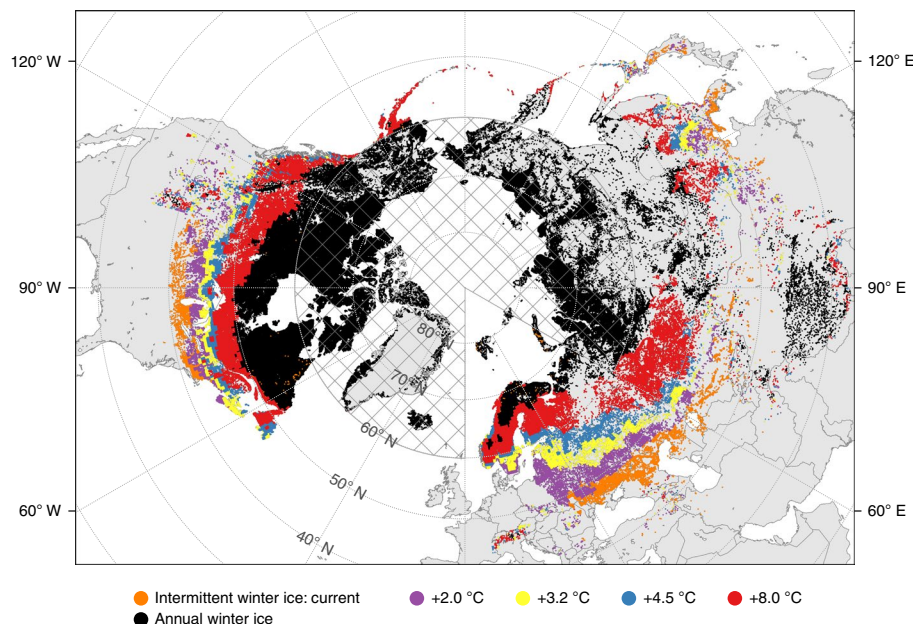 120° W
120° E
90° W
90° E
80° N
70° N
60° N
50° N
40° N
60° W
60° E
Intermittent winter ice: current
+2.0 °C
+3.2 °C
+4.5 °C
+8.0 °C
Annual winter ice